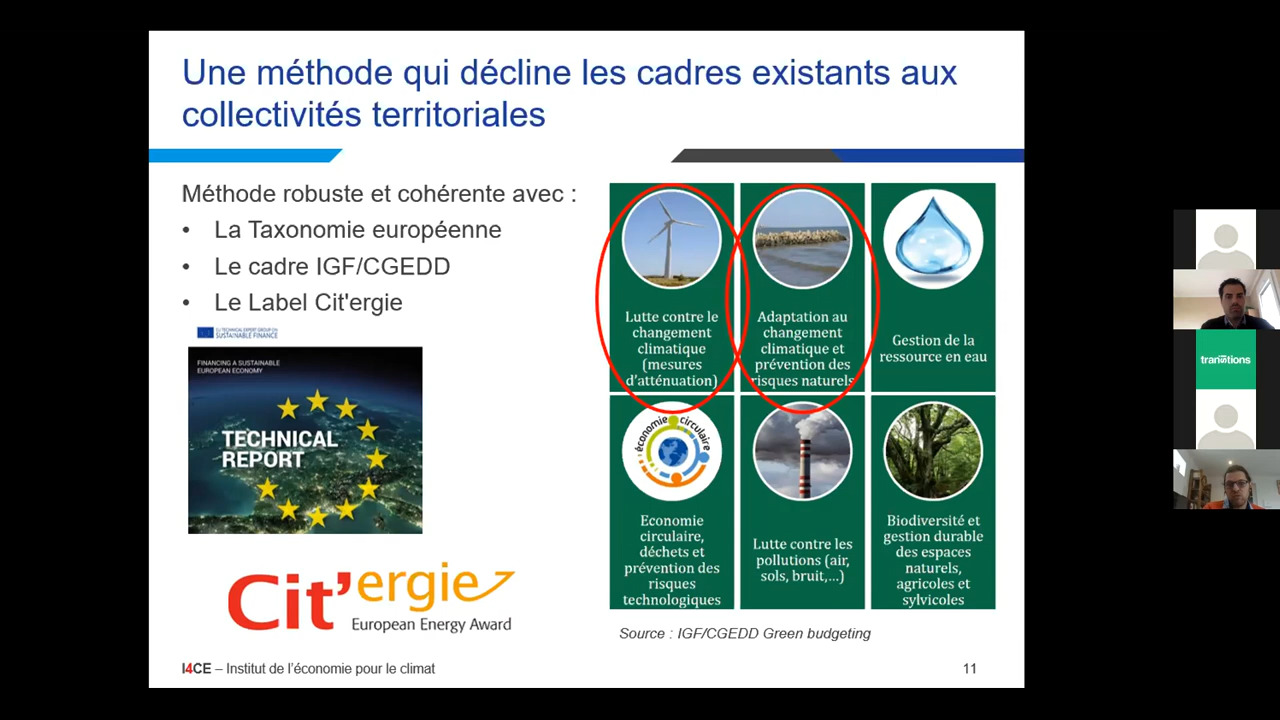 Une méthode qui décline les cadres existants aux
collectivités territoriales
Méthode robuste et cohérente avec :
• La Taxonomie européenne
• Le cadre IGF/CGEDD
• Le Label Cit'ergie
EU TECHNICAL EXPERT GROUP ON
SUSTAINABLE FINANCE
FINANCING A SUSTAINABLE
EUROPEAN ECONOMY
TECHNICAL
REPORT
Cit'ergie
European Energy Award
Lutte contre le
changement
climatique
(mesures
d'atténuation)
Adaptation au
changement
climatique et
prévention des
risques naturels
Gestion de la
ressource en eau
économie circulaire
Economie
circulaire,
déchets et
prévention des
risques
technologiques
Lutte contre les
pollutions (air,
sols, bruit,...)
Biodiversité et
gestion durable
des espaces
naturels,
agricoles et
sylvicoles
Source : IGF/CGEDD Green budgeting
I4CE – Institut de l'économie pour le climat
11
transitions